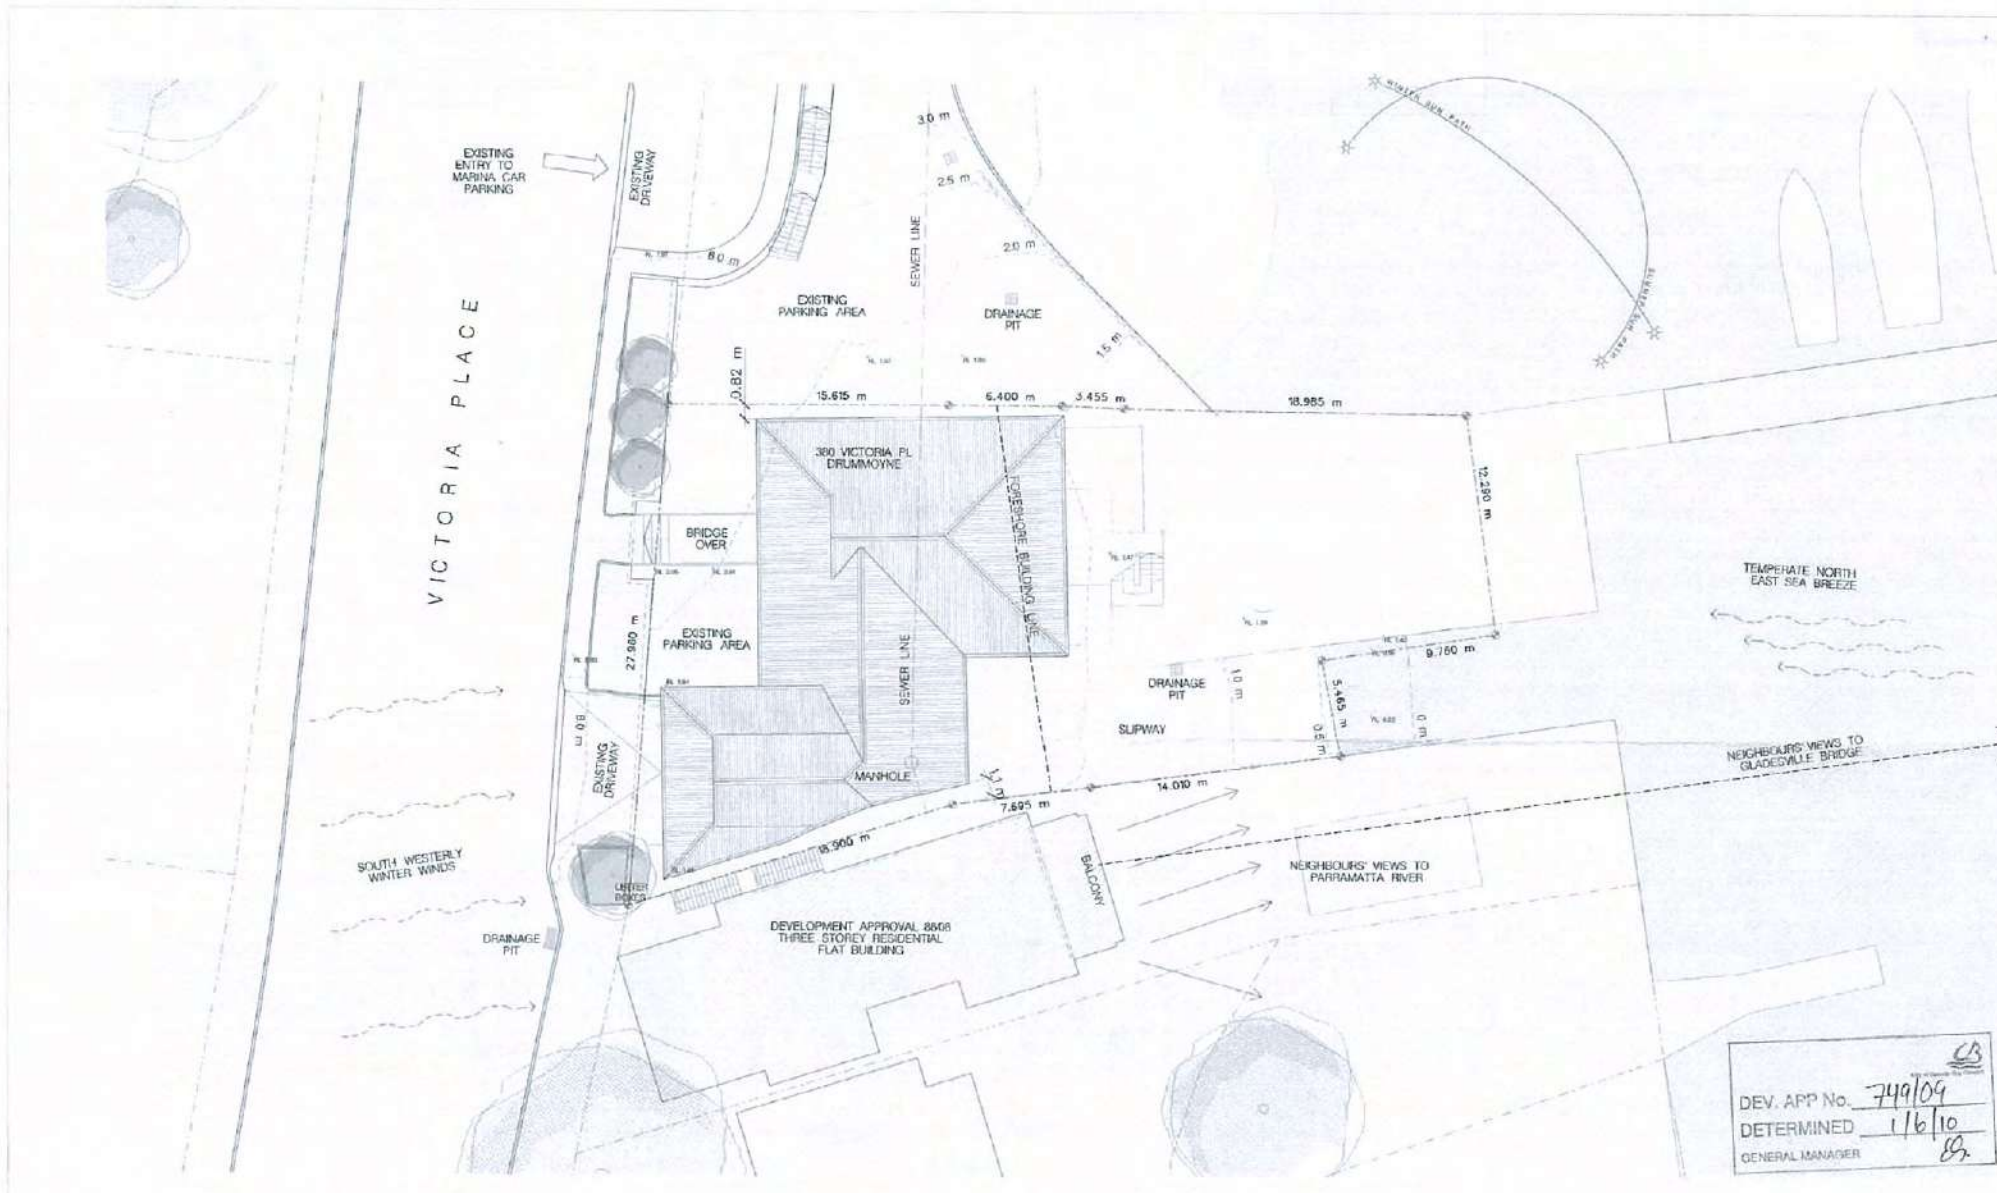 EXISTING
ENTRY TO
MARINA CAR
PARKING
EXISTING
DRIVEWAY
3.0 m
2.5 m
2.0 m
1.5 m
SEWER LINE
WINTER SUN PATH
SUMMER SUN PATH
8.0 m
EXISTING
PARKING AREA
DRAINAGE
PIT
VICTORIA PLACE
0.82 m
15.615 m
6.400 m
3.455 m
18.985 m
12.290 m
380 VICTORIA PL
DRUMMOYNE
FORESHORE BUILDING LINE
BRIDGE
OVER
EXISTING
PARKING AREA
27.980 m
SEWER LINE
TEMPERATE NORTH
EAST SEA BREEZE
9.760 m
5.465 m
DRAINAGE
PIT
1.0 m
0.5 m
0 m
SLIPWAY
8.0 m
EXISTING
DRIVEWAY
MANHOLE
7.695 m
14.010 m
18.900 m
NEIGHBOURS' VIEWS TO
GLADESVILLE BRIDGE
SOUTH WESTERLY
WINTER WINDS
BALCONY
NEIGHBOURS' VIEWS TO
PARRAMATTA RIVER
DRAINAGE
PIT
DEVELOPMENT APPROVAL 8608
THREE STOREY RESIDENTIAL
FLAT BUILDING
DEV. APP No. 749/09
DETERMINED 1/6/10
GENERAL MANAGER